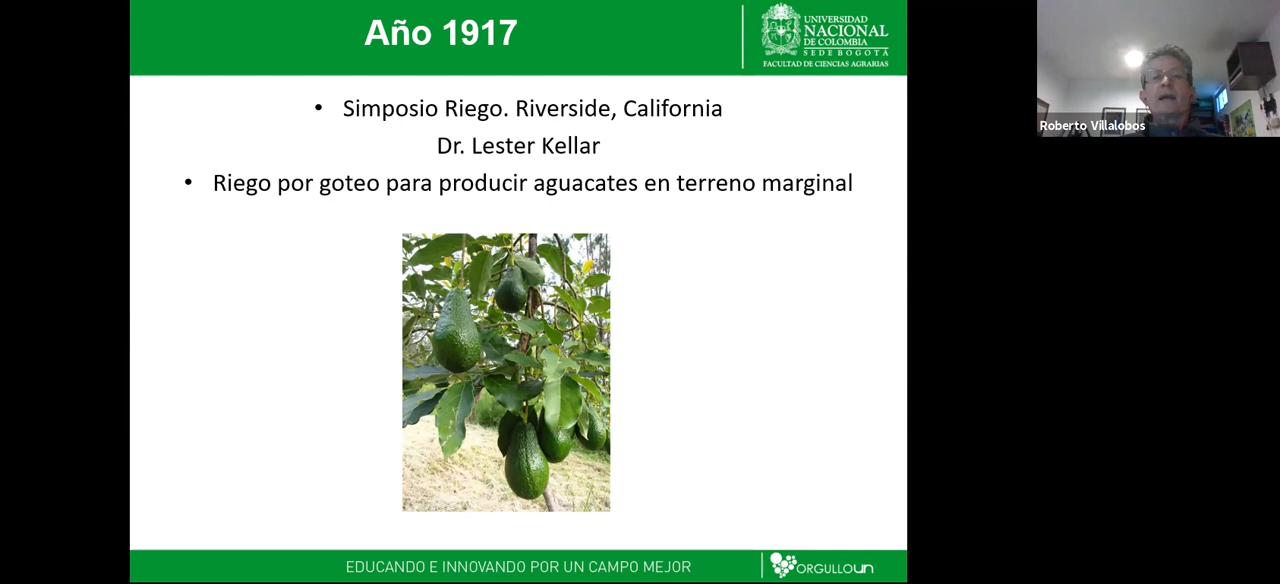 Año 1917
UNIVERSIDAD
NACIONAL
DE COLOMBIA
SEDE BOGOTÁ
FACULTAD DE CIENCIAS AGRARIAS
• Simposio Riego. Riverside, California
Dr. Lester Kellar
• Riego por goteo para producir aguacates en terreno marginal
EDUCANDO E INNOVANDO POR UN CAMPO MEJOR
ORGULLOUN
Roberto Villalobos